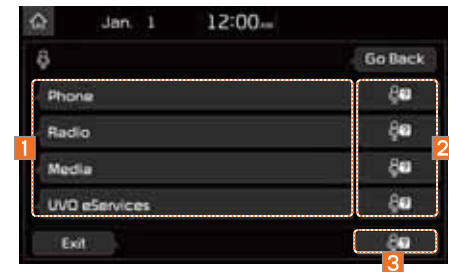 Jan. 1 12:00
Go Back
Phone
Radio
1 2
Media
UVO eServices
Exit
3